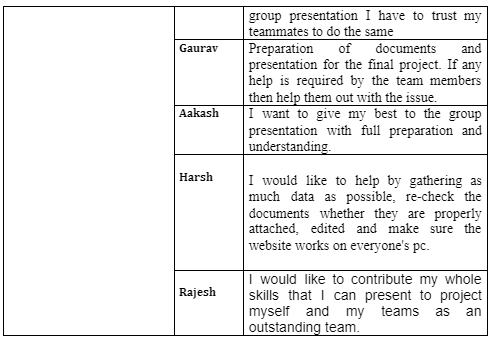 group presentation I have to trust my
teammates to do the same
Gaurav
Preparation of documents and
presentation for the final project. If any
help is required by the team members
then help them out with the issue.
Aakash
I want to give my best to the group
presentation with full preparation and
understanding.
Harsh
I would like to help by gathering as
much data as possible, re-check the
documents whether they are properly
attached, edited and make sure the
website works on everyone's pc.
Rajesh
I would like to contribute my whole
skills that I can present to project
myself and my teams as an
outstanding team.